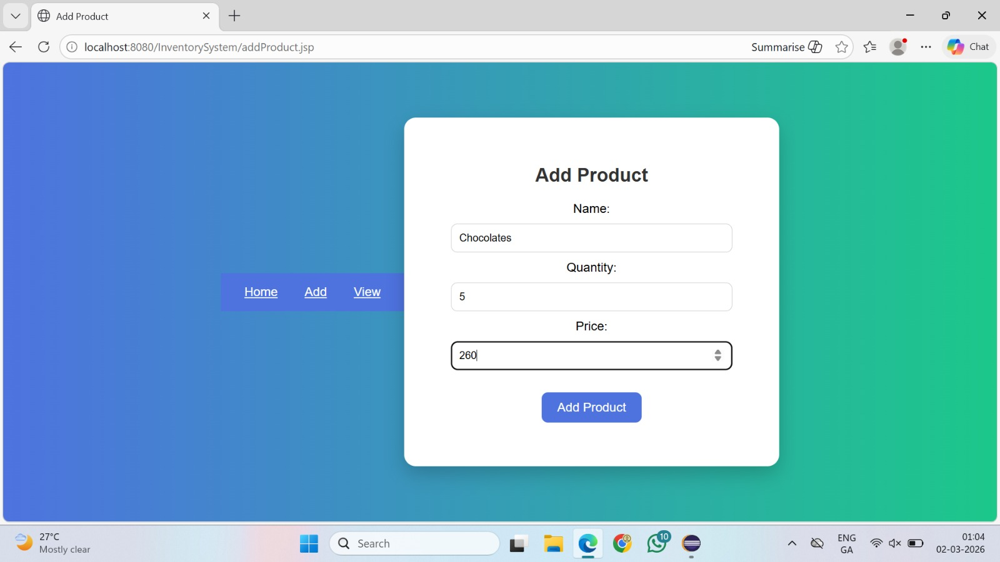 Add Product
localhost:8080/InventorySystem/addProduct.jsp
Summarise
Chat
Home Add View
Add Product
Name:
Chocolates
Quantity:
5
Price:
260
Add Product
27°C
Mostly clear
Search
10
ENG
GA
01:04
02-03-2026